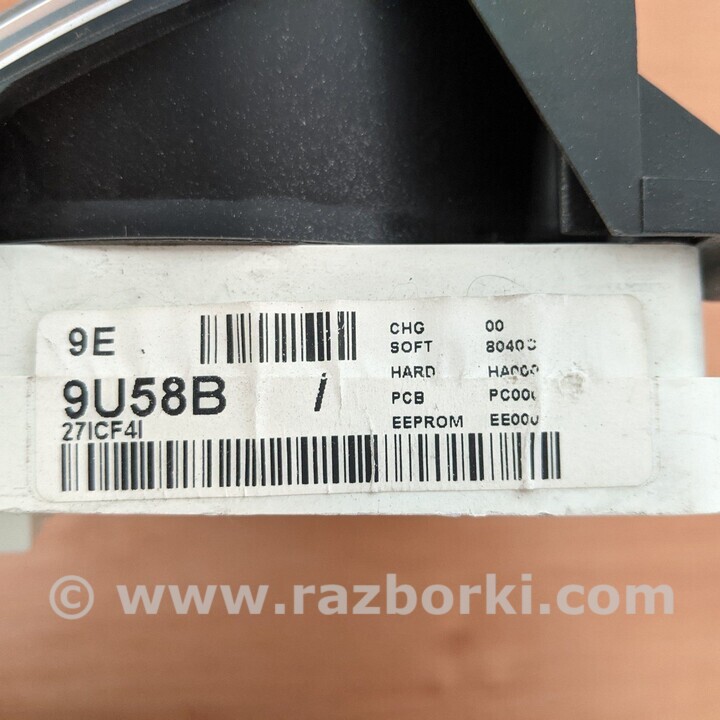 9E
CHG 00
SOFT
HARD
9U58B /
PCB
27ICF4I
EEPROM
© www.razborki.com